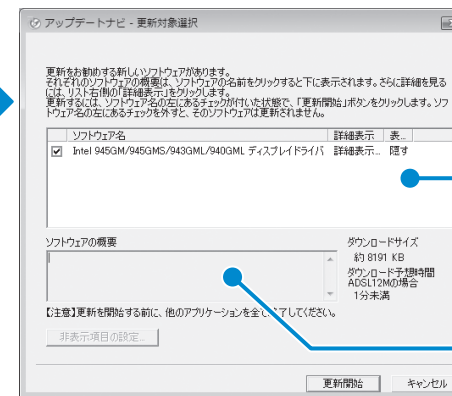 アップデートナビ - 更新対象選択
更新をお勧めする新しいソフトウェアがあります。
それぞれのソフトウェアの概要は、ソフトウェアの名前をクリックすると下に表示されます。さらに詳細を見る
には、リスト右側の「詳細表示」をクリックします。
更新するには、ソフトウェア名の左にあるチェックが付いた状態で、「更新開始」ボタンをクリックします。ソフ
トウェア名の左にあるチェックを外すと、そのソフトウェアは更新されません。
ソフトウェア名 詳細表示 表...
Intel 945GM/945GMS/943GML/940GML ディスプレイドライバ 詳細表示... 隠す
ソフトウェアの概要
ダウンロードサイズ
約 8191 KB
ダウンロード予想時間
ADSL12Mの場合
1分未満
【注意】更新を開始する前に、他のアプリケーションを全て終了してください。
非表示項目の設定...
更新開始 キャンセル